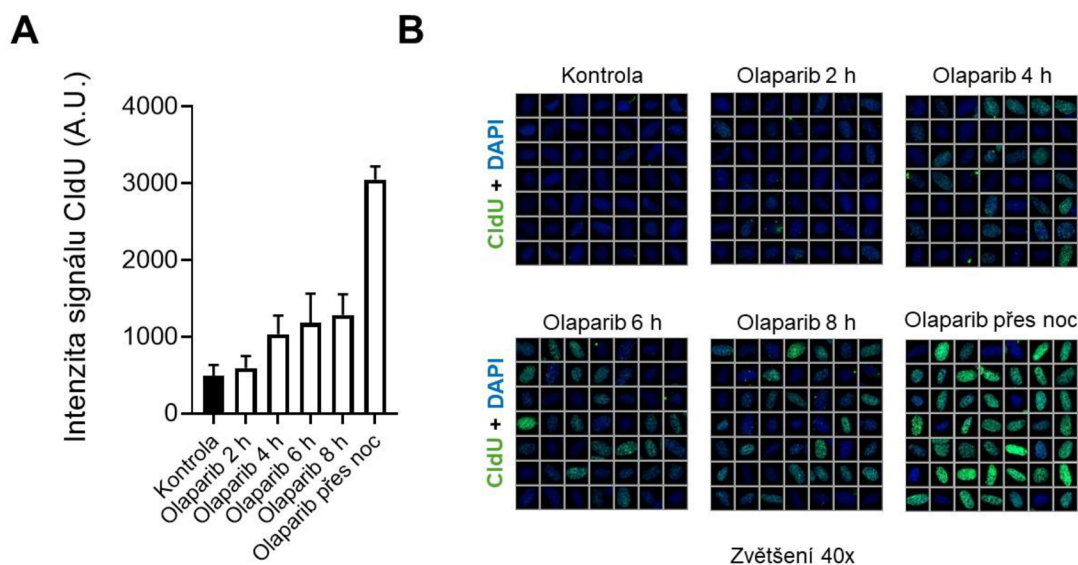 A
B
Intenzita signálu CldU (A.U.)
4000
3000
2000
1000
0
Kontrola
Olaparib 2 h
Olaparib 4 h
Olaparib 6 h
Olaparib 8 h
Olaparib přes noc
Kontrola
Olaparib 2 h
Olaparib 4 h
CldU + DAPI
Olaparib 6 h
Olaparib 8 h
Olaparib přes noc
CldU + DAPI
Zvětšení 40x